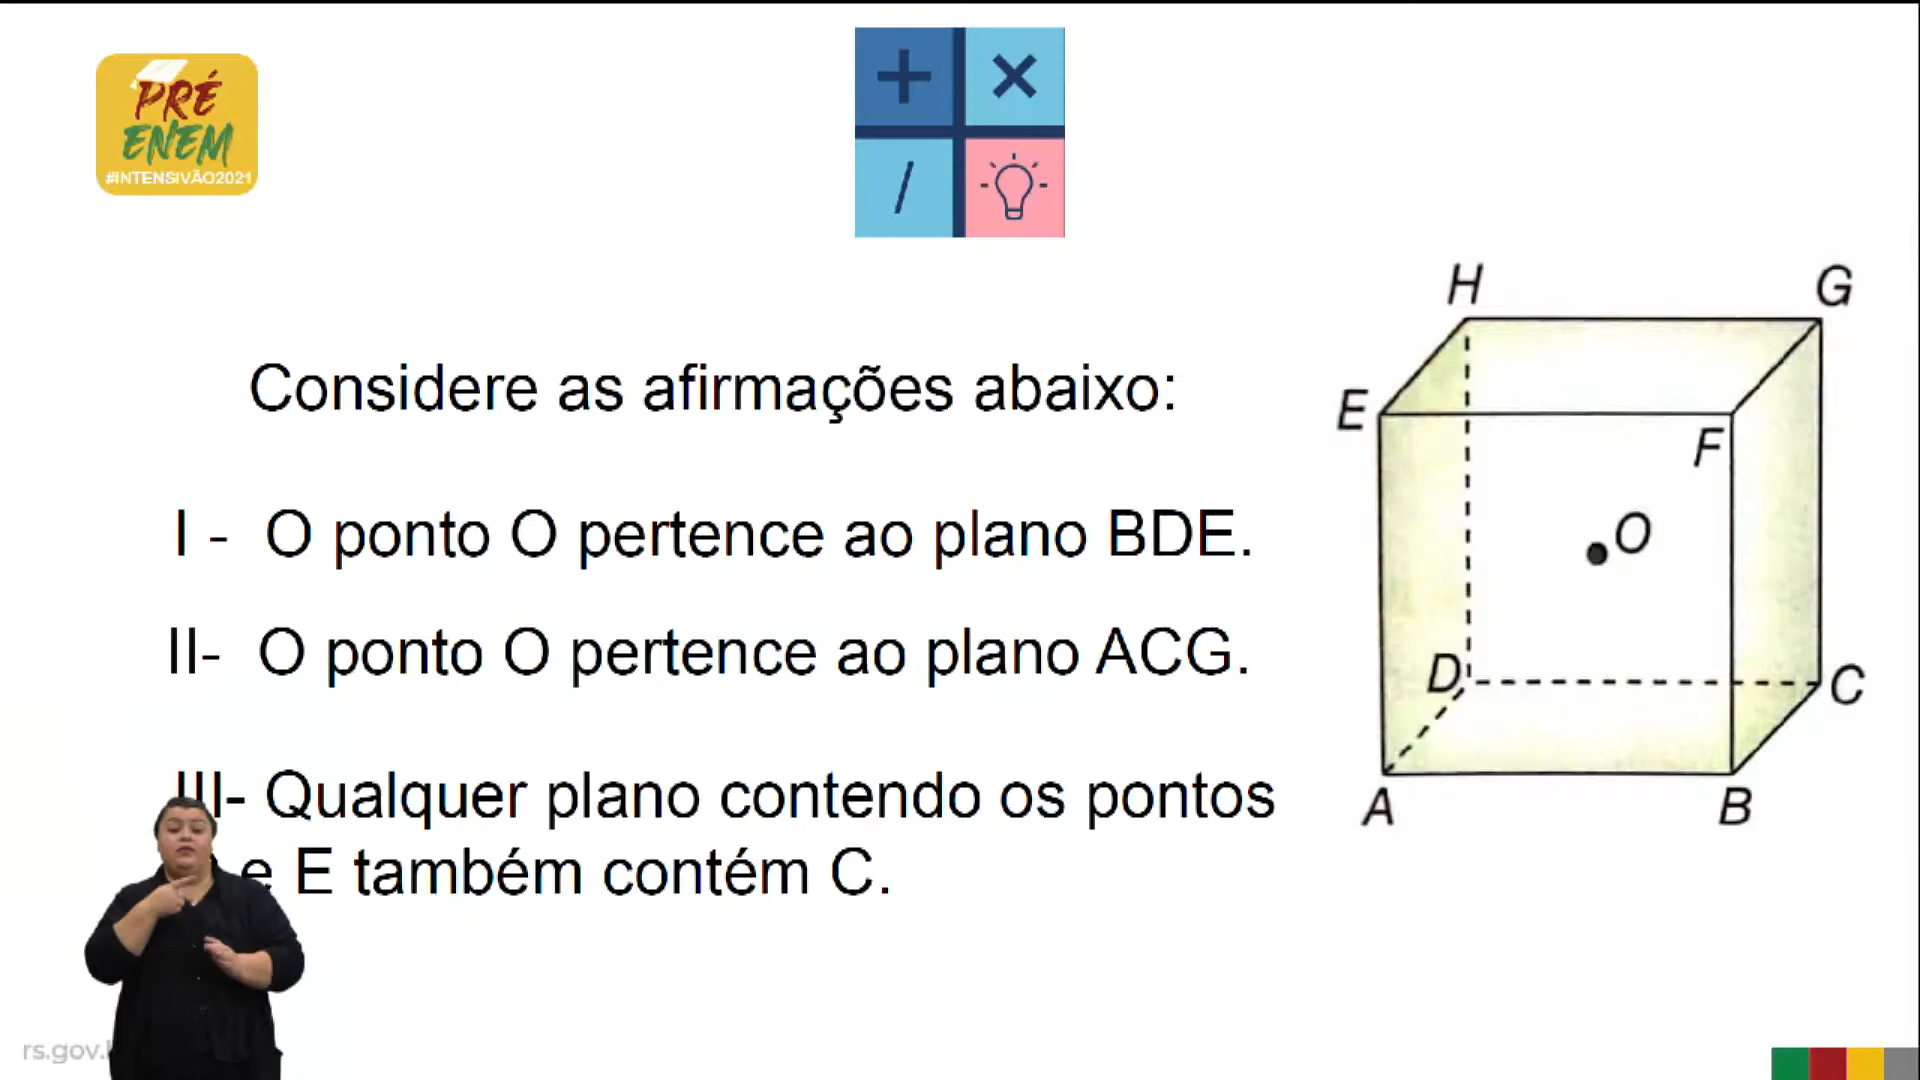 PRÉ
ENEM
#INTENSIVÃO2021
Considere as afirmações abaixo:
I - O ponto O pertence ao plano BDE.
II- O ponto O pertence ao plano ACG.
III- Qualquer plano contendo os pontos
e E também contém C.
H
G
E
F
O
D
C
A
B
rs.gov.